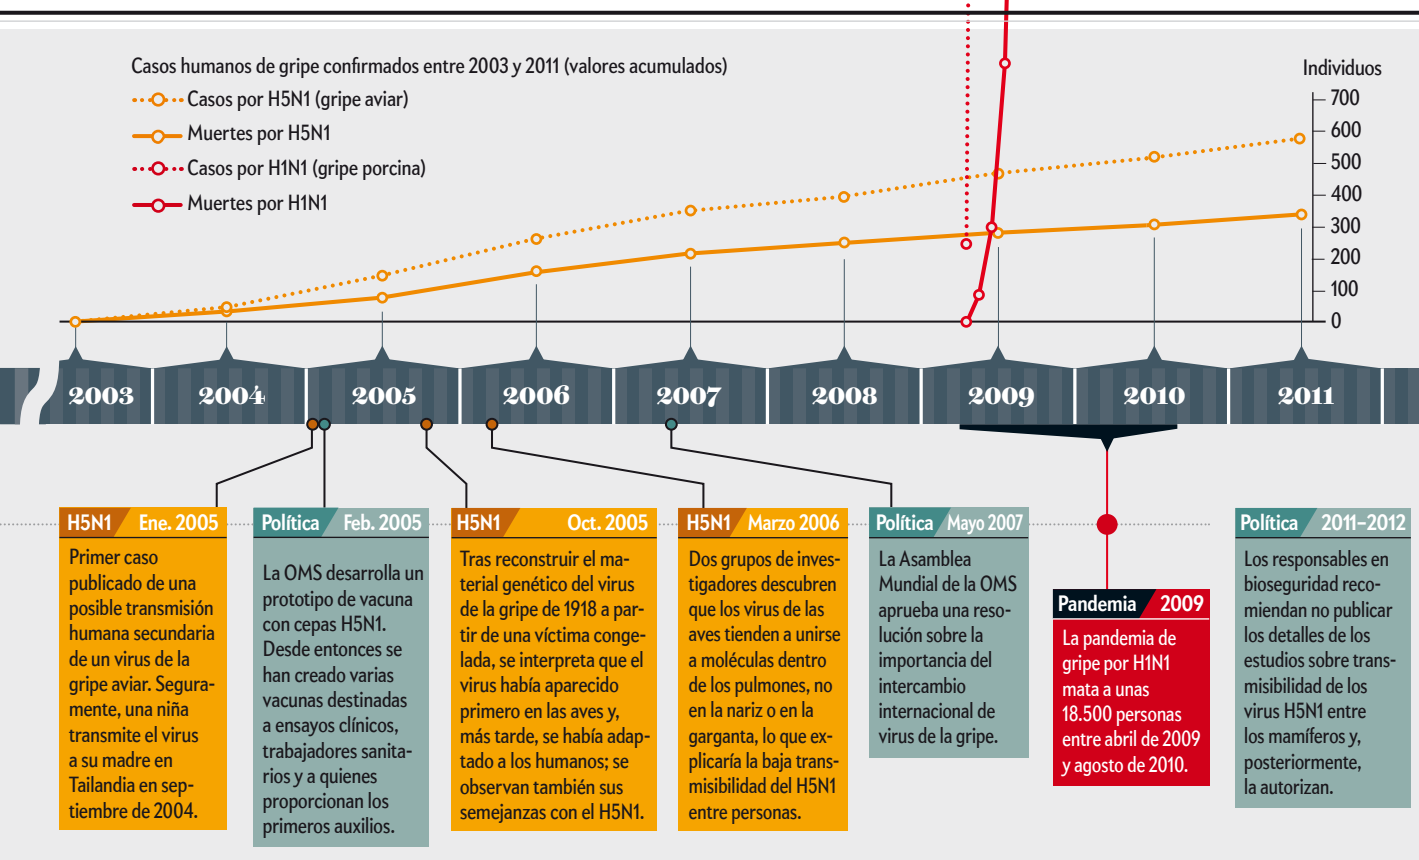 Casos humanos de gripe confirmados entre 2003 y 2011 (valores acumulados)
Casos por H5N1 (gripe aviar)
Muertes por H5N1
Casos por H1N1 (gripe porcina)
Muertes por H1N1
Individuos
700
600
500
400
300
200
100
0
2003
2004
2005
2006
2007
2008
2009
2010
2011
H5N1 Ene. 2005
Primer caso
publicado de una
posible transmisión
humana secundaria
de un virus de la
gripe aviar. Segura-
mente, una niña
transmite el virus
a su madre en
Tailandia en sep-
tiembre de 2004.
Política Feb. 2005
La OMS desarrolla un
prototipo de vacuna
con cepas H5N1.
Desde entonces se
han creado varias
vacunas destinadas
a ensayos clínicos,
trabajadores sanita-
rios y a quienes
proporcionan los
primeros auxilios.
H5N1 Oct. 2005
Tras reconstruir el ma-
terial genético del virus
de la gripe de 1918 a par-
tir de una víctima conge-
lada, se interpreta que el
virus había aparecido
primero en las aves y,
más tarde, se había adap-
tado a los humanos; se
observan también sus
semejanzas con el H5N1.
H5N1 Marzo 2006
Dos grupos de inves-
tigadores descubren
que los virus de las
aves tienden a unirse
a moléculas dentro
de los pulmones, no
en la nariz o en la
garganta, lo que ex-
plicaría la baja trans-
misibilidad del H5N1
entre personas.
Política Mayo 2007
La Asamblea
Mundial de la OMS
aprueba una reso-
lución sobre la
importancia del
intercambio
internacional de
virus de la gripe.
Pandemia 2009
La pandemia de
gripe por H1N1
mata a unas
18.500 personas
entre abril de 2009
y agosto de 2010.
Política 2011–2012
Los responsables en
bioseguridad reco-
miendan no publicar
los detalles de los
estudios sobre trans-
misibilidad de los
virus H5N1 entre
los mamíferos y,
posteriormente,
la autorizan.